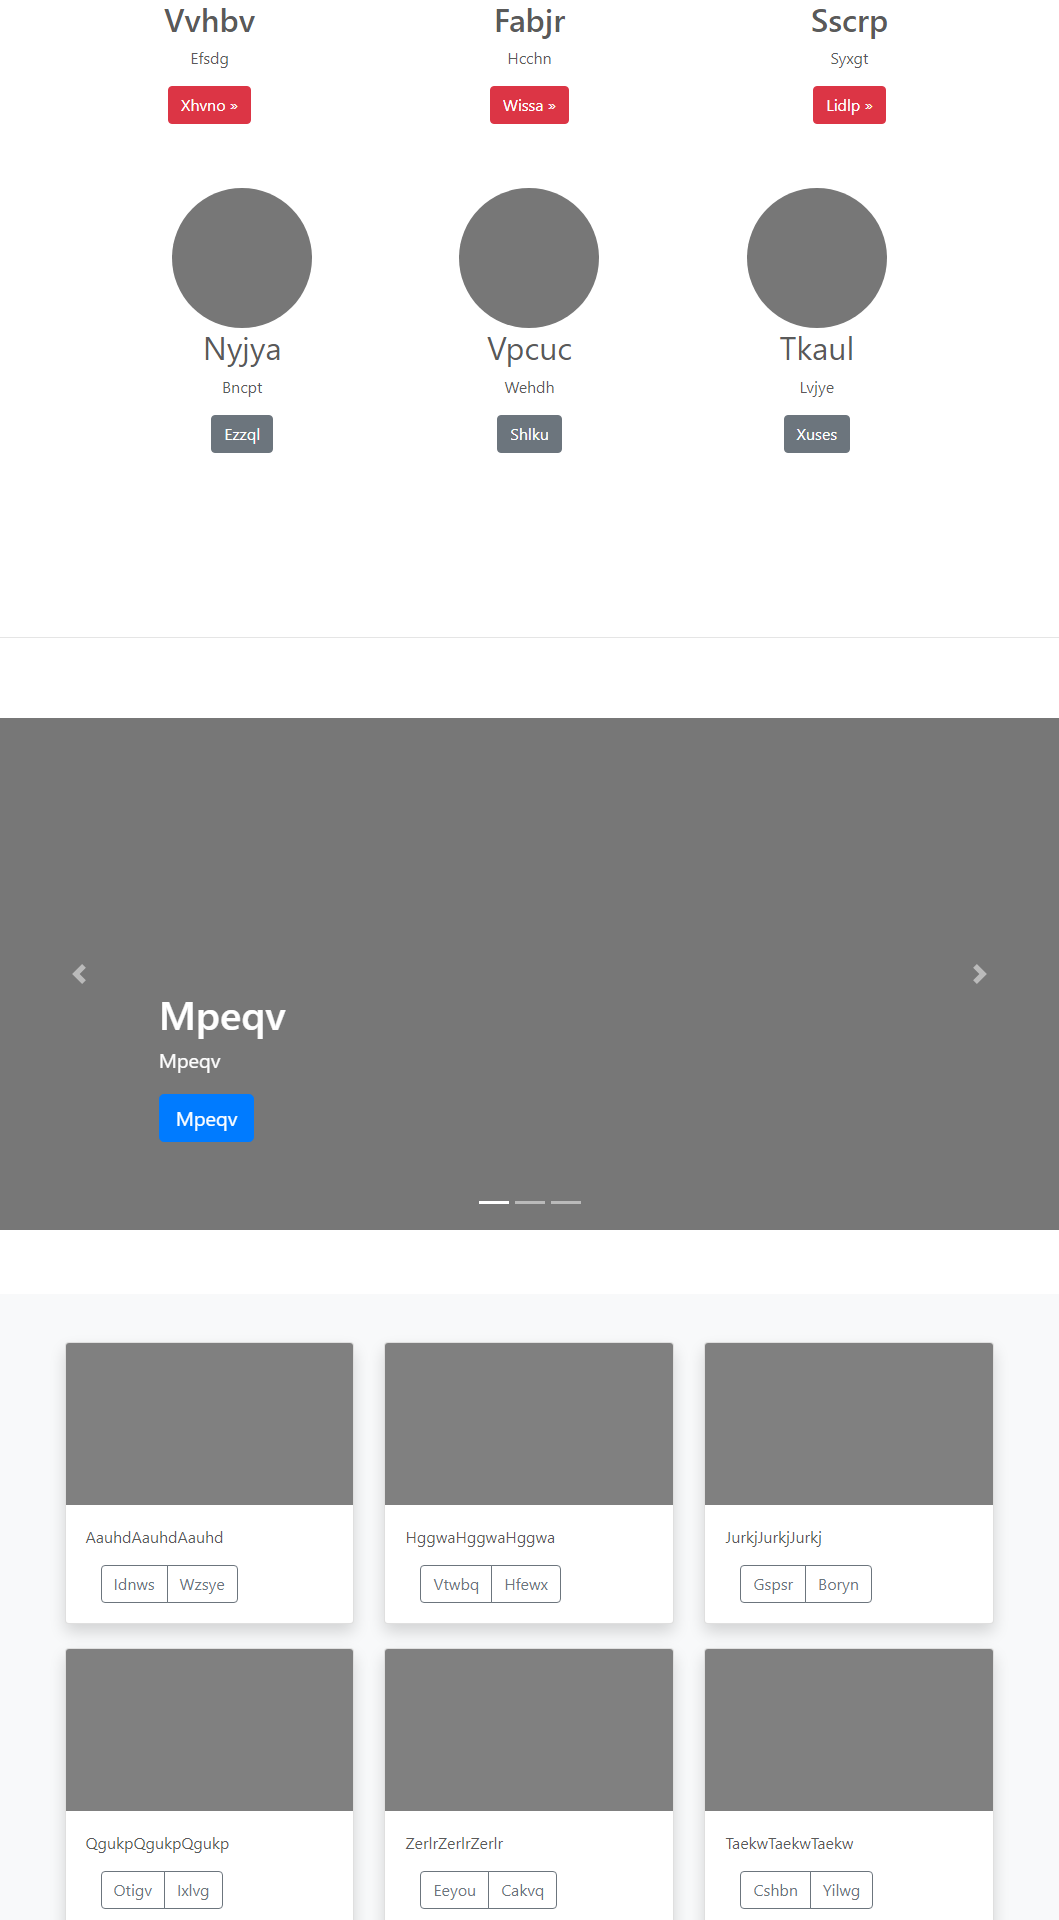 Vvhbv
Efsdg
Xhvno »
Fabjr
Hcchn
Wissa »
Sscrp
Syxgt
Lidlp »
Nyjya
Bncpt
Ezzql
Vpcuc
Wehdh
Shlku
Tkaul
Lvjye
Xuses
Mpeqv
Mpeqv
Mpeqv
AauhdAauhdAauhd
Idnws Wzsye
HggwaHggwaHggwa
Vtwbq Hfewx
JurkjJurkjJurkj
Gspsr Boryn
QgukpQgukpQgukp
Otigv Ixlvg
ZerlrZerlrZerlr
Eeyou Cakvq
TaekwTaekwTaekw
Cshbn Yilwg